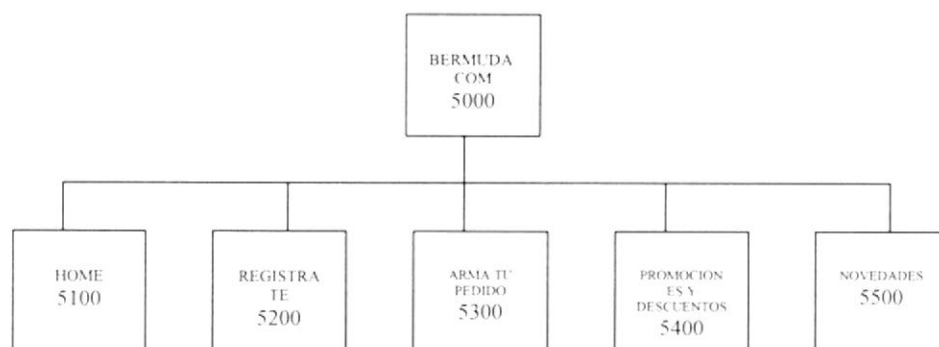 BERMUDA
COM
5000
HOME
5100
REGISTRA
TE
5200
ARMA TU
PEDIDO
5300
PROMOCION
ES Y
DESCUENTOS
5400
NOVEDADES
5500